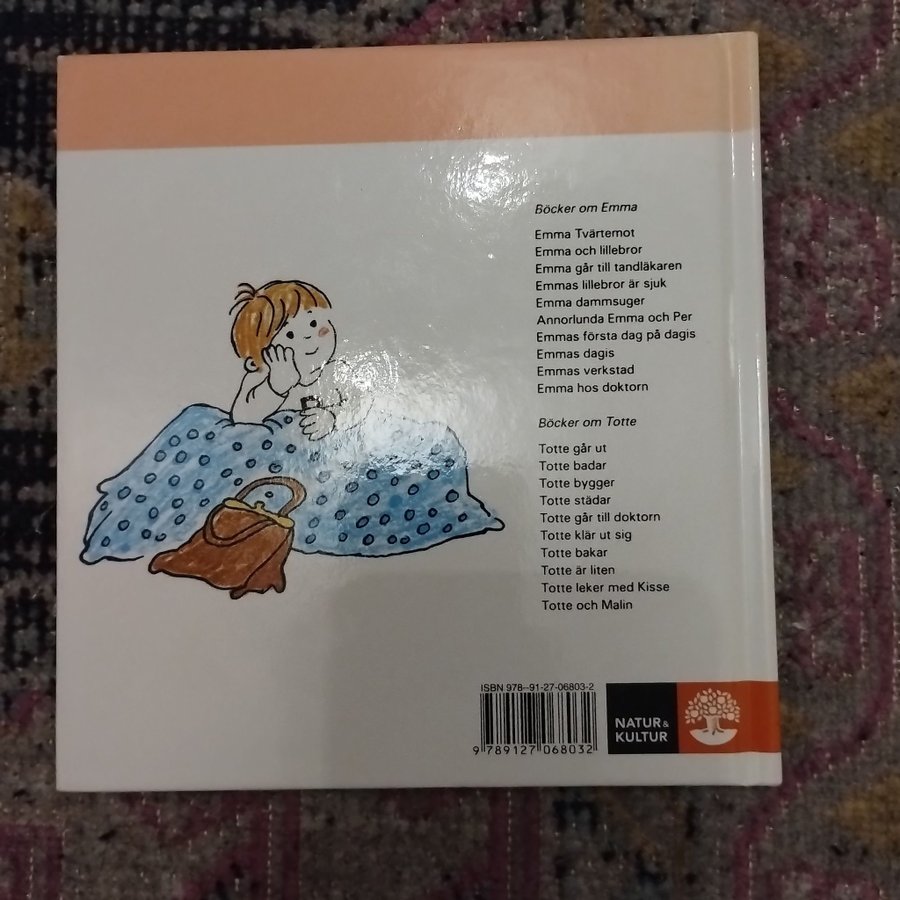 Böcker om Emma
Emma Tvärtemot
Emma och lillebror
Emma går till tandläkaren
Emmas lillebror är sjuk
Emma dammsuger
Annorlunda Emma och Per
Emmas första dag på dagis
Emmas dagis
Emmas verkstad
Emma hos doktorn
Böcker om Totte
Totte går ut
Totte badar
Totte bygger
Totte städar
Totte går till doktorn
Totte klär ut sig
Totte bakar
Totte är liten
Totte leker med Kisse
Totte och Malin
ISBN 978--91-27-06803-2
9 789127 068032
NATUR &
KULTUR